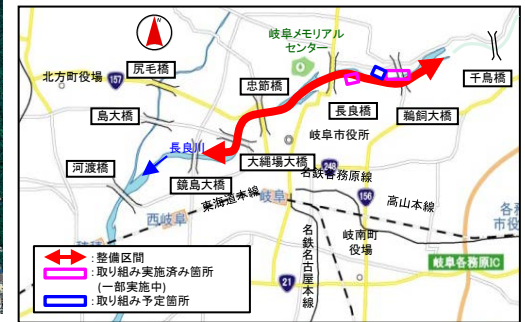 岐阜メモリアル
センター
尻毛橋
北方町役場
157
千鳥橋
忠節橋
島大橋
長良橋
鵜飼大橋
岐阜市役所
長良川
大縄場大橋
河渡橋
248
名鉄各務原線
鏡島大橋
東海道本線
岐阜
156
高山本線
西岐阜
各務
市役
穂積
岐南町
役場
名鉄名古屋本線
岐阜各務原IC
21
:整備区間
:取り組み実施済み箇所
(一部実施中)
:取り組み予定箇所